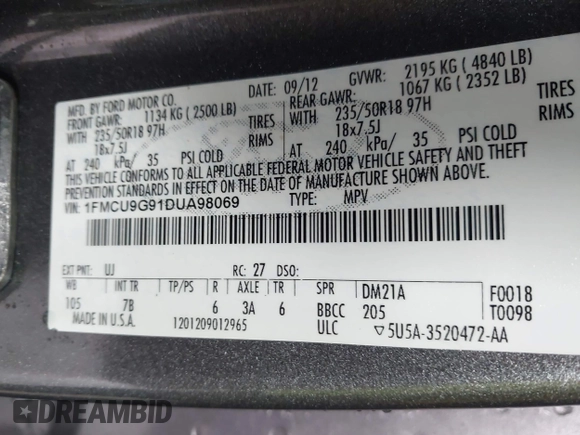 MFD. BY FORD MOTOR CO.
DATE: 09/12 GVWR: 2195 KG ( 4840 LB)
FRONT GAWR: 1134 KG ( 2500 LB)
REAR GAWR: 1067 KG ( 2352 LB)
WITH 235/50R18 97H TIRES WITH 235/50R18 97H TIRES
18x7.5J RIMS 18x7.5J RIMS
AT 240 kPa/ 35 PSI COLD AT 240 kPa/ 35 PSI COLD
THIS VEHICLE CONFORMS TO ALL APPLICABLE FEDERAL MOTOR VEHICLE SAFETY AND THEFT
PREVENTION STANDARDS IN EFFECT ON THE DATE OF MANUFACTURE SHOWN ABOVE.
VIN: 1FMCU9G91DUA98069 TYPE: MPV
EXT PNT: UJ RC: 27 DSO:
WB INT TR TP/PS R AXLE TR SPR DM21A F0018
105 7B 6 3A 6 BBCC 205 T0098
MADE IN U.S.A. 1201209012965 ULC ▽5U5A-3520472-AA
DREAMBID